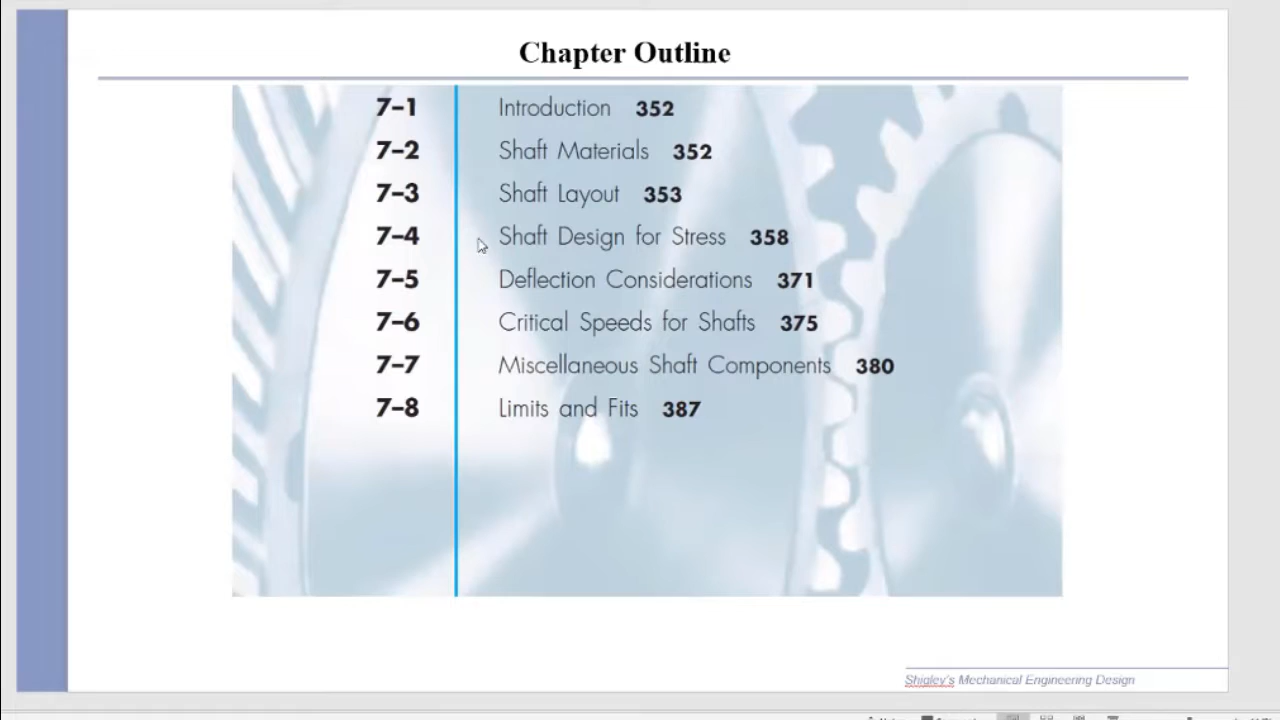 Chapter Outline
7–1 Introduction 352
7–2 Shaft Materials 352
7–3 Shaft Layout 353
7–4 Shaft Design for Stress 358
7–5 Deflection Considerations 371
7–6 Critical Speeds for Shafts 375
7–7 Miscellaneous Shaft Components 380
7–8 Limits and Fits 387
Shigley's Mechanical Engineering Design